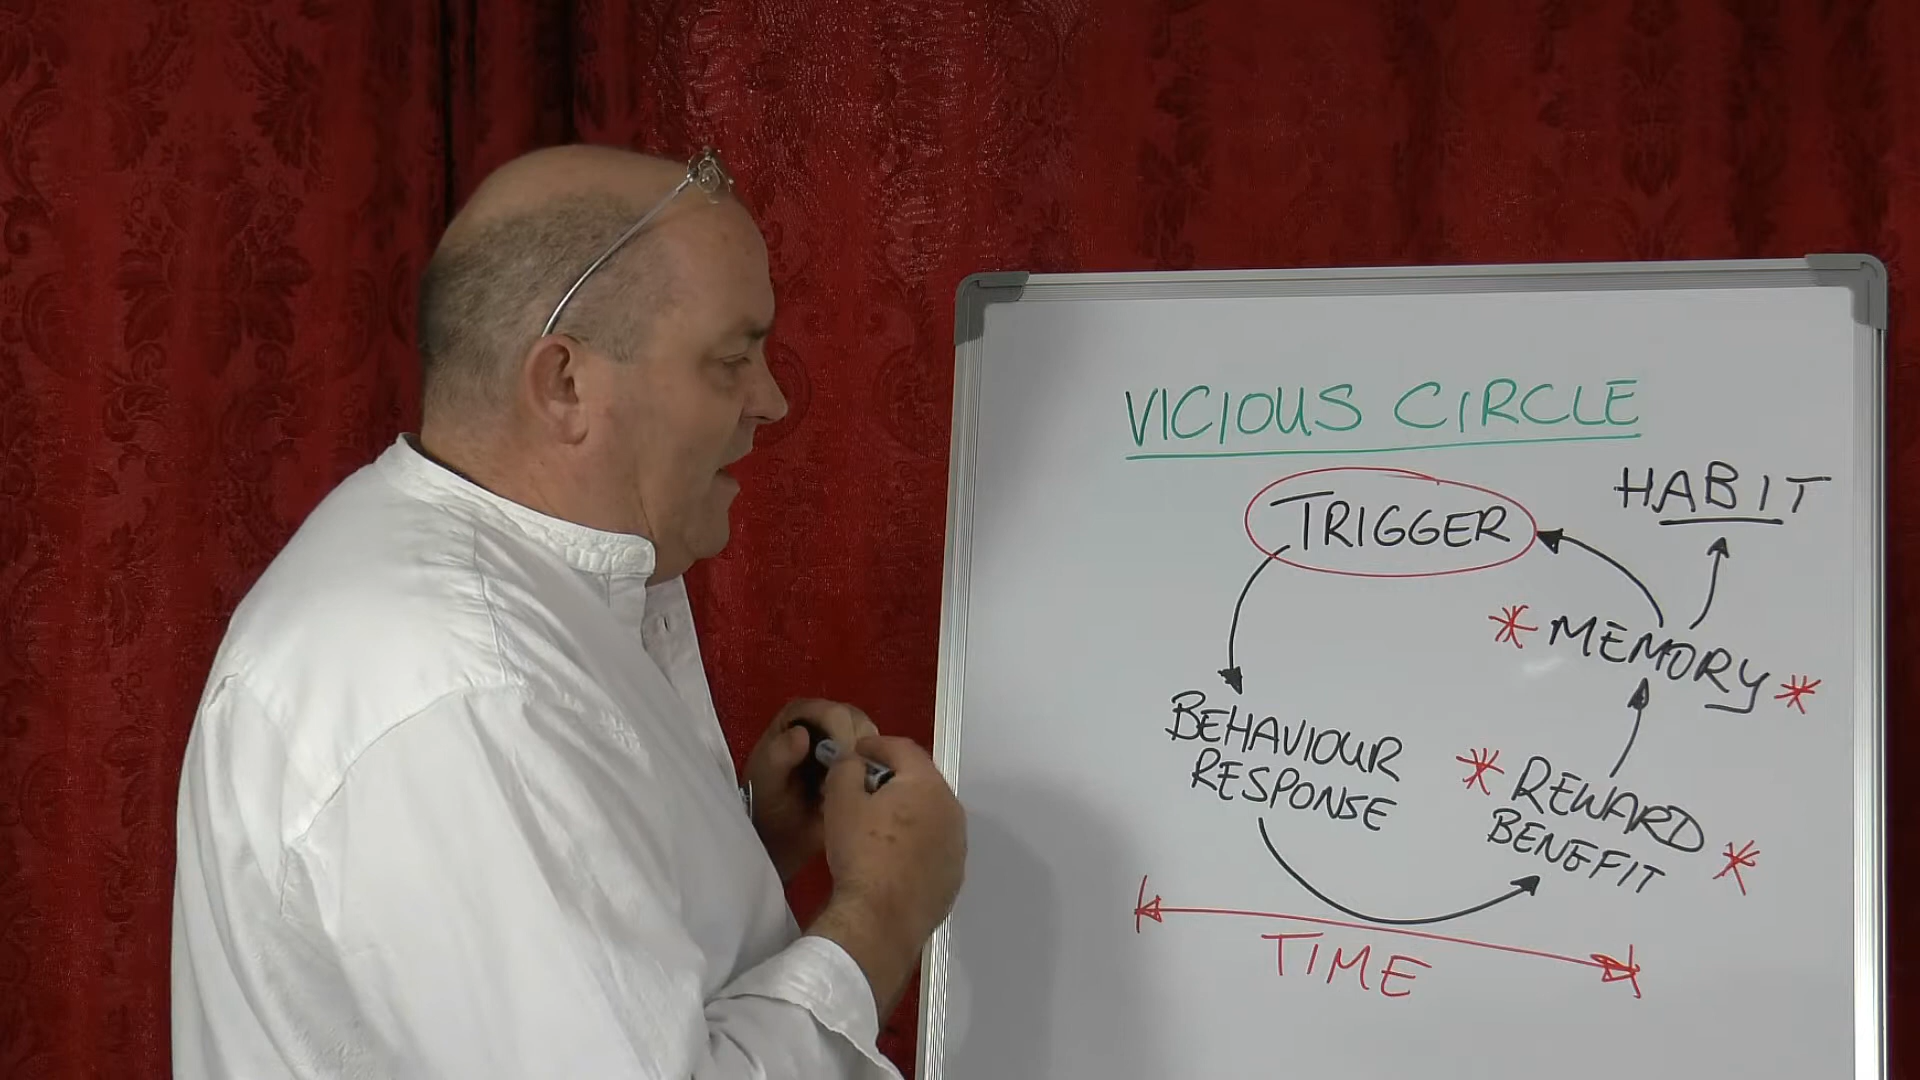 VICIOUS CIRCLE
HABIT
TRIGGER
* MEMORY *
BEHAVIOUR
RESPONSE
* REWARD
BENEFIT *
TIME